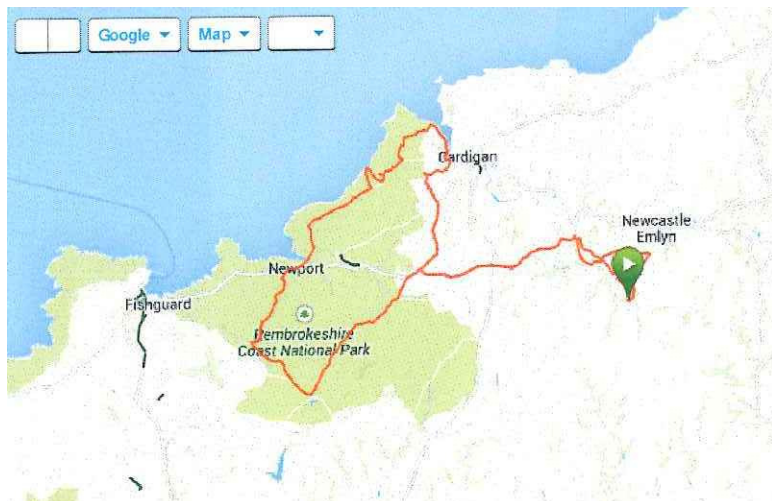 Google Map
Cardigan
Newcastle
Emlyn
Newport
Fishguard
Pembrokeshire
Coast National Park